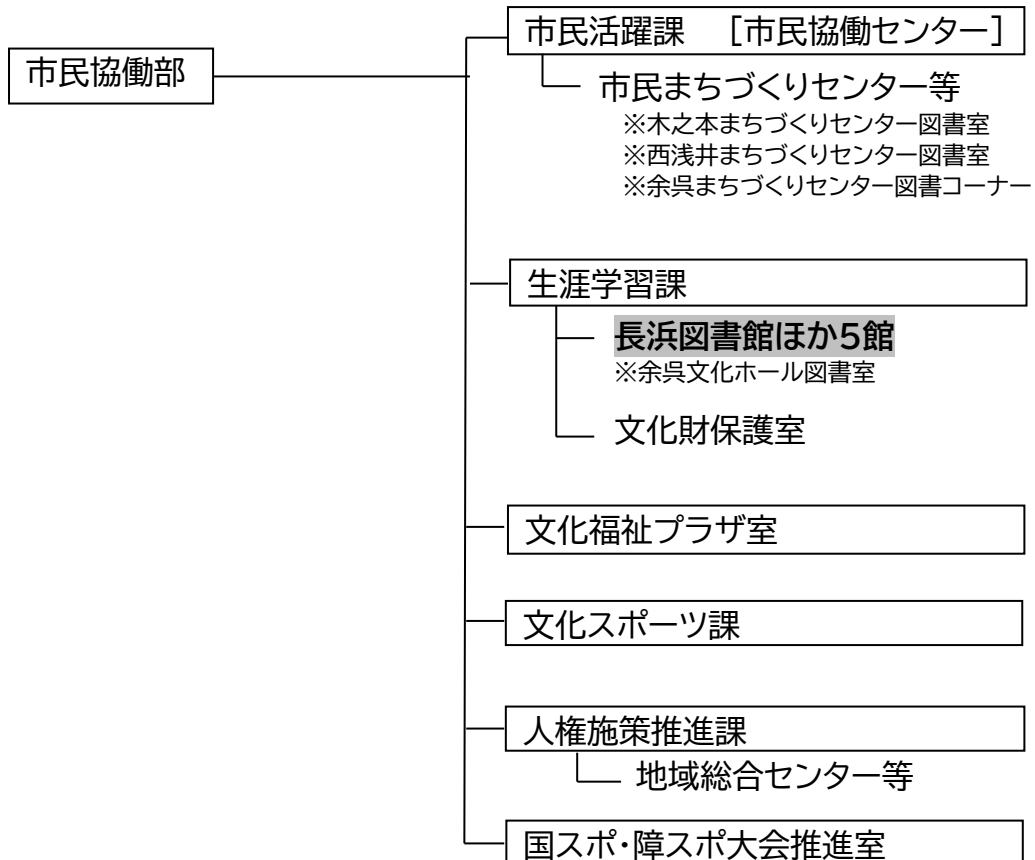 市民協働部
市民活躍課 [市民協働センター]
市民まちづくりセンター等
※木之本まちづくりセンター図書室
※西浅井まちづくりセンター図書室
※余呉まちづくりセンター図書コーナー
生涯学習課
長浜図書館ほか5館
※余呉文化ホール図書室
文化財保護室
文化福祉プラザ室
文化スポーツ課
人権施策推進課
地域総合センター等
国スポ・障スポ大会推進室